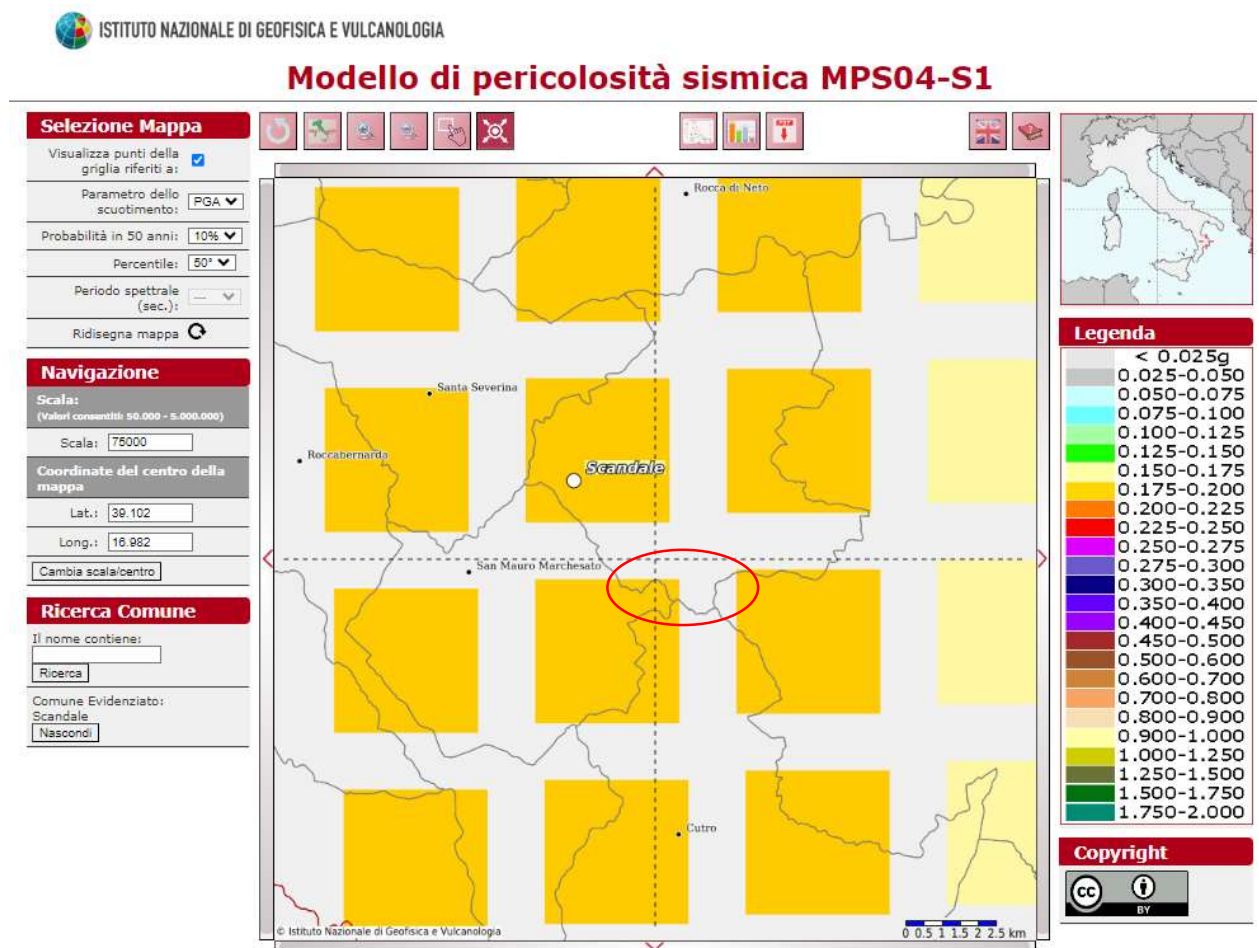 ISTITUTO NAZIONALE DI GEOFISICA E VULCANOLOGIA
Modello di pericolosità sismica MPS04-S1
Selezione Mappa
Visualizza punti della
griglia riferiti a:
Parametro dello
scuotimento:
PGA
Probabilità in 50 anni:
10%
Percentile:
50°
Periodo spettrale
(sec.):
---
Ridisegna mappa
Navigazione
Scala:
(Valori consentiti: 50.000 - 5.000.000)
Scala:
75000
Coordinate del centro della
mappa
Lat.:
39.102
Long.:
16.982
Cambia scala/centro
Ricerca Comune
Il nome contiene:
Ricerca
Comune Evidenziato:
Scandale
Nascondi
Rocca di Neto
Santa Severina
Roccabernarda
Scandale
San Mauro Marchesato
Cutro
© Istituto Nazionale di Geofisica e Vulcanologia
0 0.5 1 1.5 2 2.5 km
Legenda
< 0.025g
0.025-0.050
0.050-0.075
0.075-0.100
0.100-0.125
0.125-0.150
0.150-0.175
0.175-0.200
0.200-0.225
0.225-0.250
0.250-0.275
0.275-0.300
0.300-0.350
0.350-0.400
0.400-0.450
0.450-0.500
0.500-0.600
0.600-0.700
0.700-0.800
0.800-0.900
0.900-1.000
1.000-1.250
1.250-1.500
1.500-1.750
1.750-2.000
Copyright
cc
BY